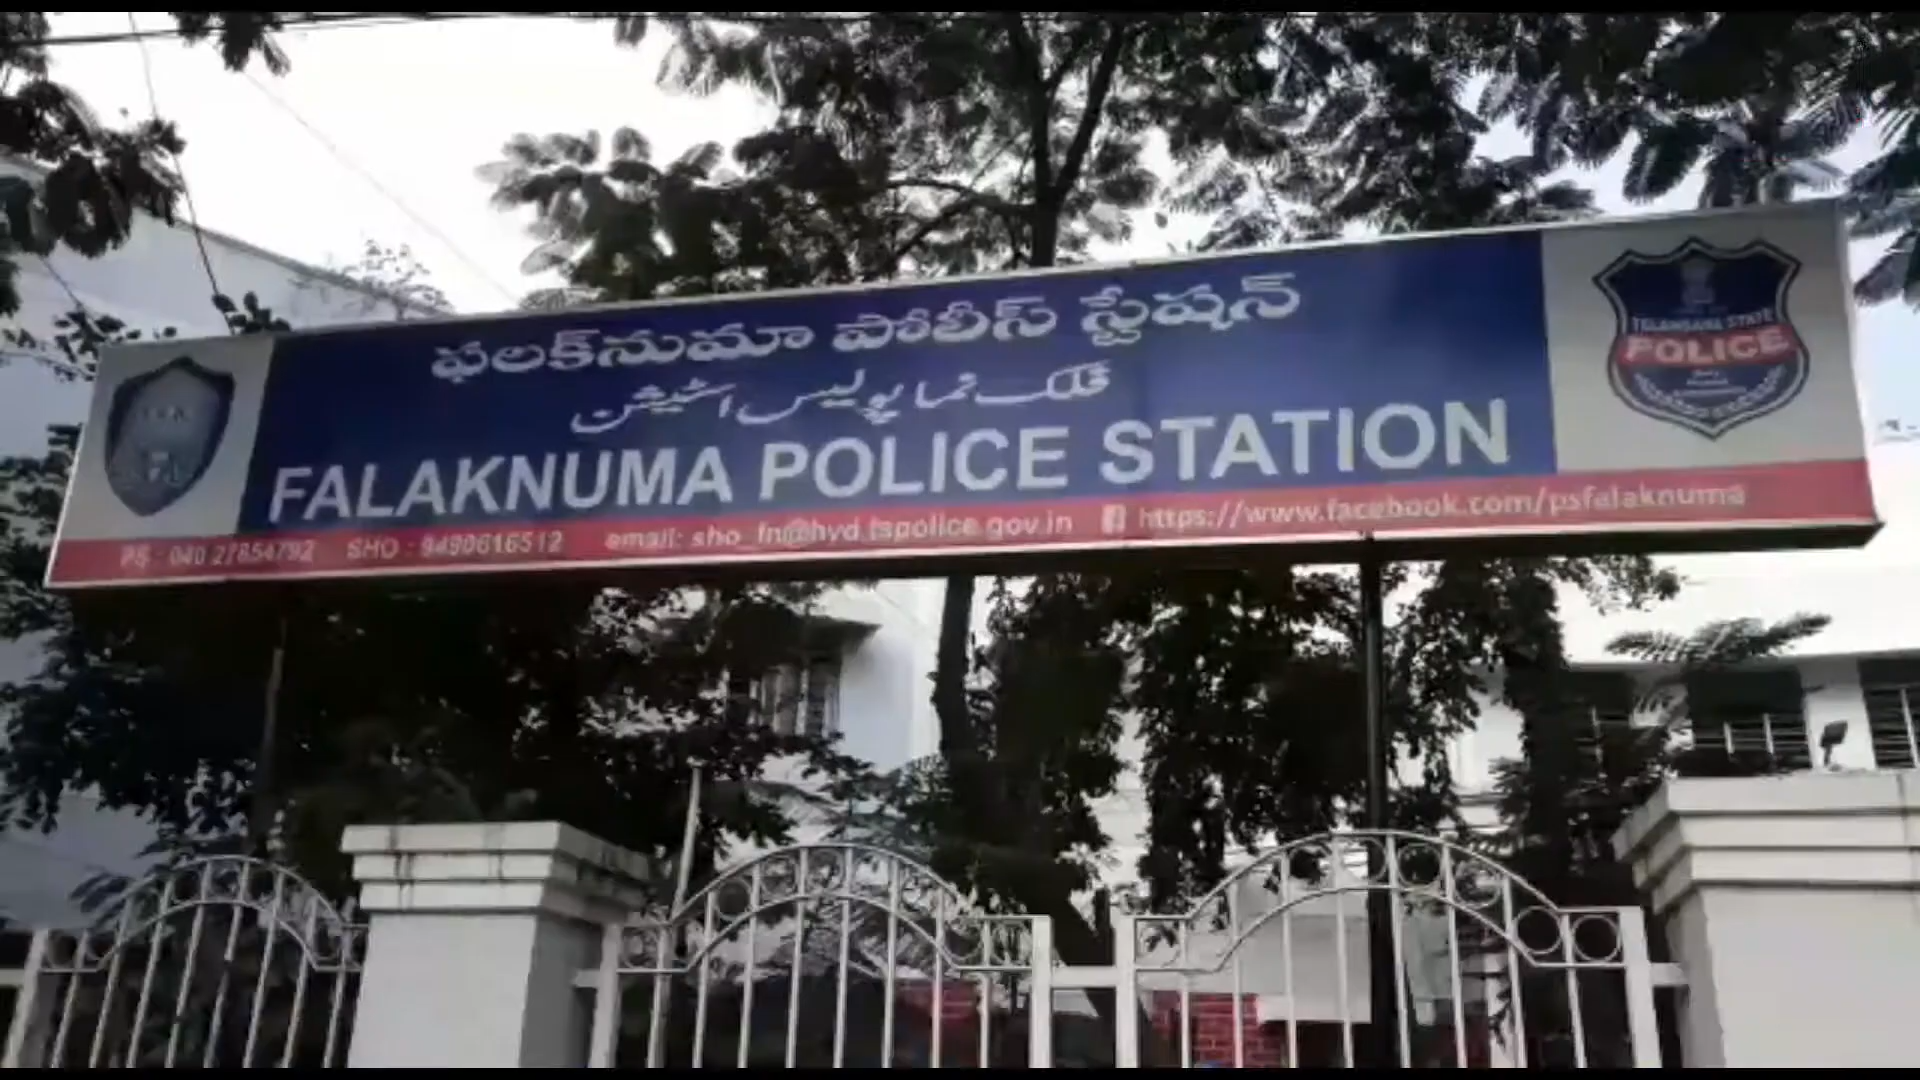 ఫలక్‌నుమా పోలీస్ స్టేషన్
فلک نما پولیس اسٹیشن
FALAKNUMA POLICE STATION
PS : 040 27854792 SHO : 9490616512 email: sho_fn@hyd.tspolice.gov.in https://www.facebook.com/psfalaknuma
TELANGANA STATE
POLICE